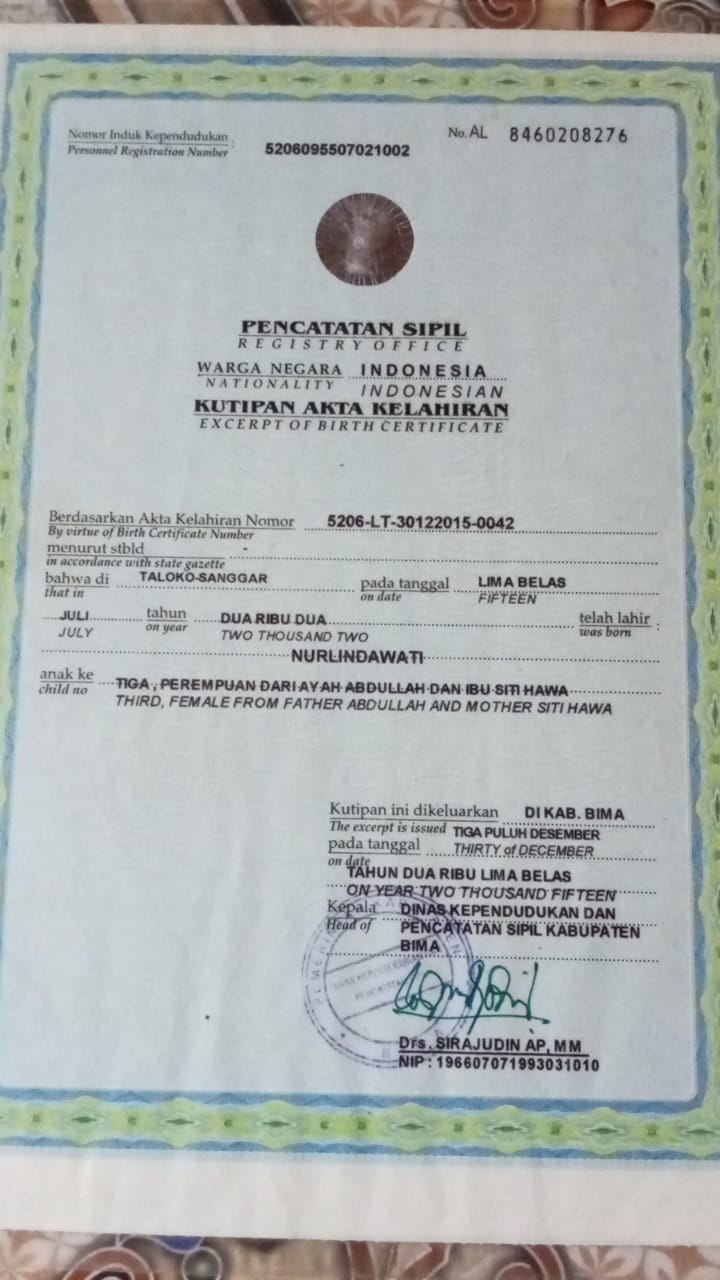 Nomor Induk Kependudukan :
Personnel Registration Number
5206095507021002
No. AL 8460208276
PENCATATAN SIPIL
REGISTRY OFFICE
WARGA NEGARA INDONESIA
NATIONALITY INDONESIAN
KUTIPAN AKTA KELAHIRAN
EXCERPT OF BIRTH CERTIFICATE
Berdasarkan Akta Kelahiran Nomor 5206-LT-30122015-0042
By virtue of Birth Certificate Number
menurut stbld -
in accordance with state gazette
bahwa di TALOKO-SANGGAR pada tanggal LIMA BELAS
that in on date FIFTEEN
JULI tahun DUA RIBU DUA telah lahir :
JULY on year TWO THOUSAND TWO was born
NURLINDAWATI
anak ke TIGA, PEREMPUAN DARI AYAH ABDULLAH DAN IBU SITI HAWA
child no THIRD, FEMALE FROM FATHER ABDULLAH AND MOTHER SITI HAWA
Kutipan ini dikeluarkan DI KAB. BIMA
The excerpt is issued TIGA PULUH DESEMBER
pada tanggal THIRTY of DECEMBER
on date
TAHUN DUA RIBU LIMA BELAS
ON YEAR TWO THOUSAND FIFTEEN
Kepala DINAS KEPENDUDUKAN DAN
Head of PENCATATAN SIPIL KABUPATEN
BIMA
Drs. SIRAJUDIN AP, MM
NIP : 196607071993031010